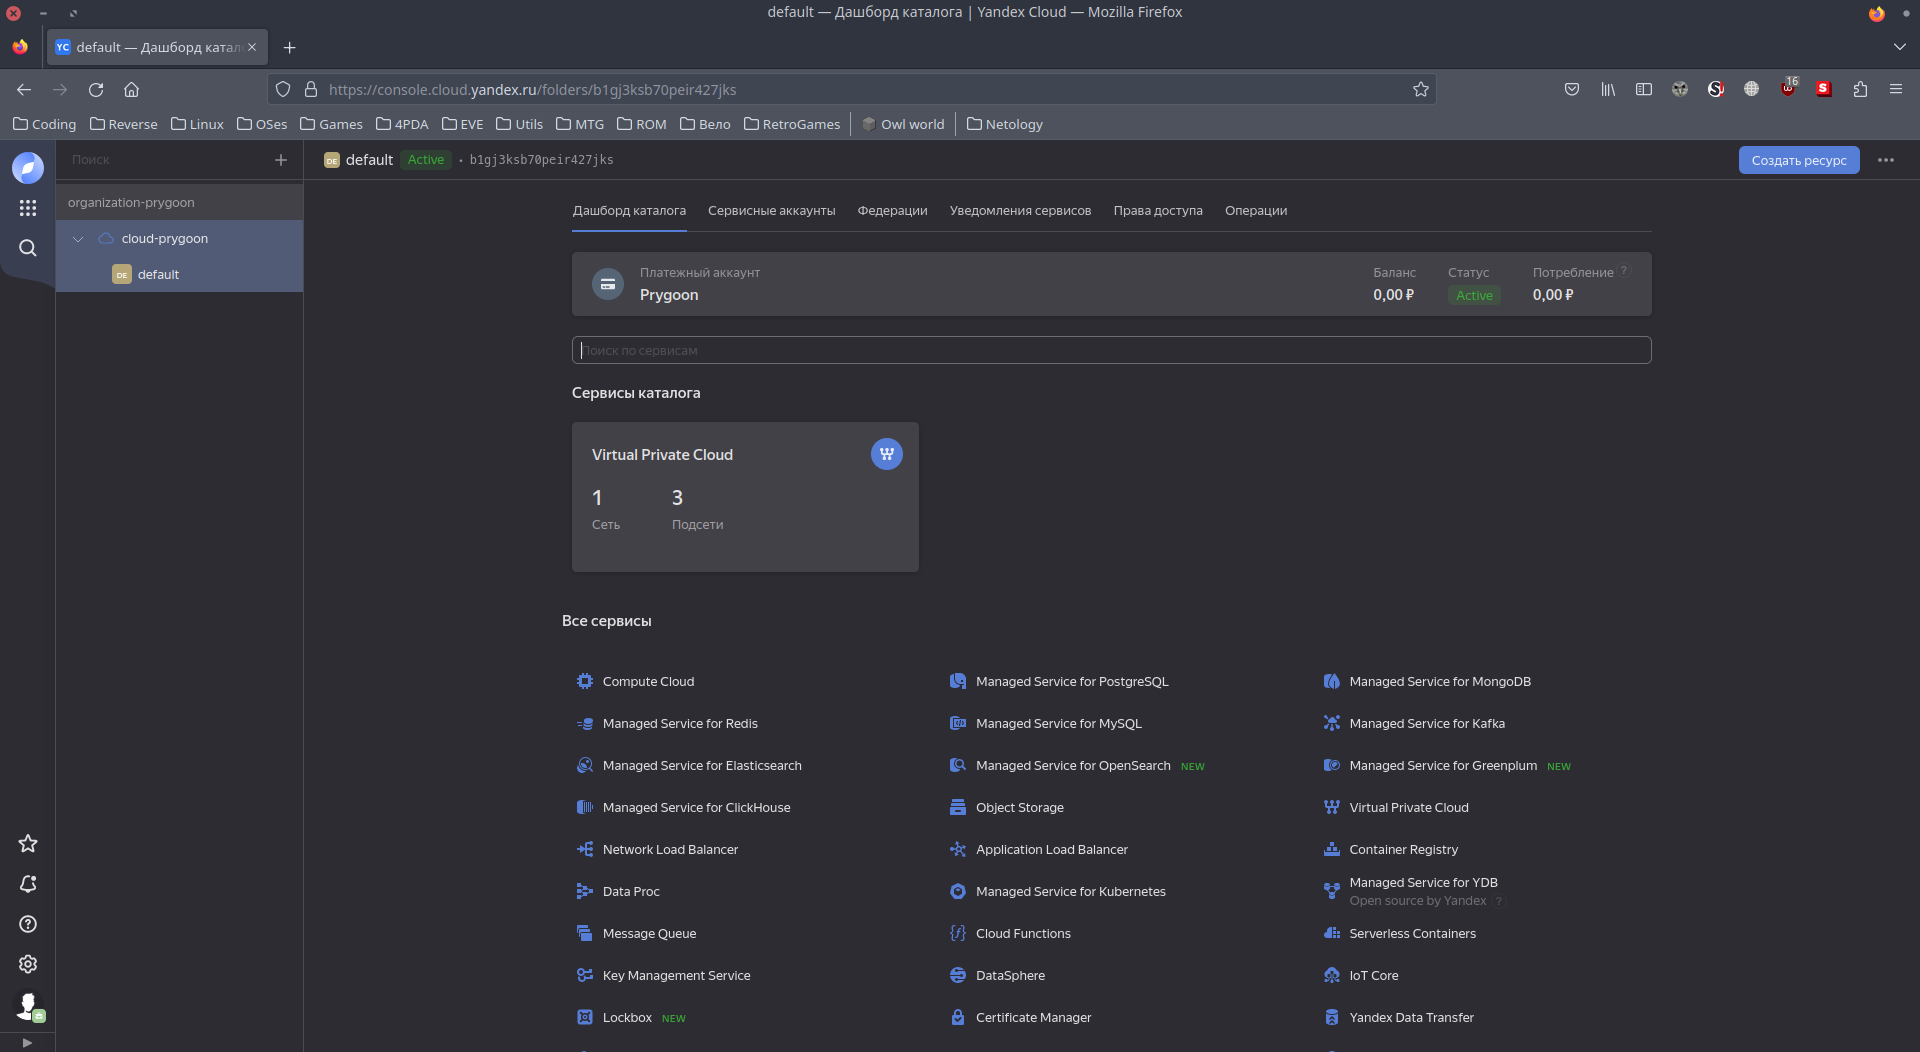 default — Дашборд каталога | Yandex Cloud — Mozilla Firefox
YC default — Дашборд катал
https://console.cloud.yandex.ru/folders/b1gj3ksb70peir427jks
16
Coding Reverse Linux OSes Games 4PDA EVE Utils MTG ROM Вело RetroGames Owl world Netology
Поиск
DE default Active • b1gj3ksb70peir427jks
Создать ресурс
organization-prygoon
cloud-prygoon
DE default
Дашборд каталога Сервисные аккаунты Федерации Уведомления сервисов Права доступа Операции
Платежный аккаунт Баланс Статус Потребление ?
Prygoon 0,00 ₽ Active 0,00 ₽
Поиск по сервисам
Сервисы каталога
Virtual Private Cloud
1 3
Сеть Подсети
Все сервисы
Compute Cloud Managed Service for PostgreSQL Managed Service for MongoDB
Managed Service for Redis Managed Service for MySQL Managed Service for Kafka
Managed Service for Elasticsearch Managed Service for OpenSearch NEW Managed Service for Greenplum NEW
Managed Service for ClickHouse Object Storage Virtual Private Cloud
Network Load Balancer Application Load Balancer Container Registry
Data Proc Managed Service for Kubernetes Managed Service for YDB
Open source by Yandex ?
Message Queue Cloud Functions Serverless Containers
Key Management Service DataSphere IoT Core
Lockbox NEW Certificate Manager Yandex Data Transfer